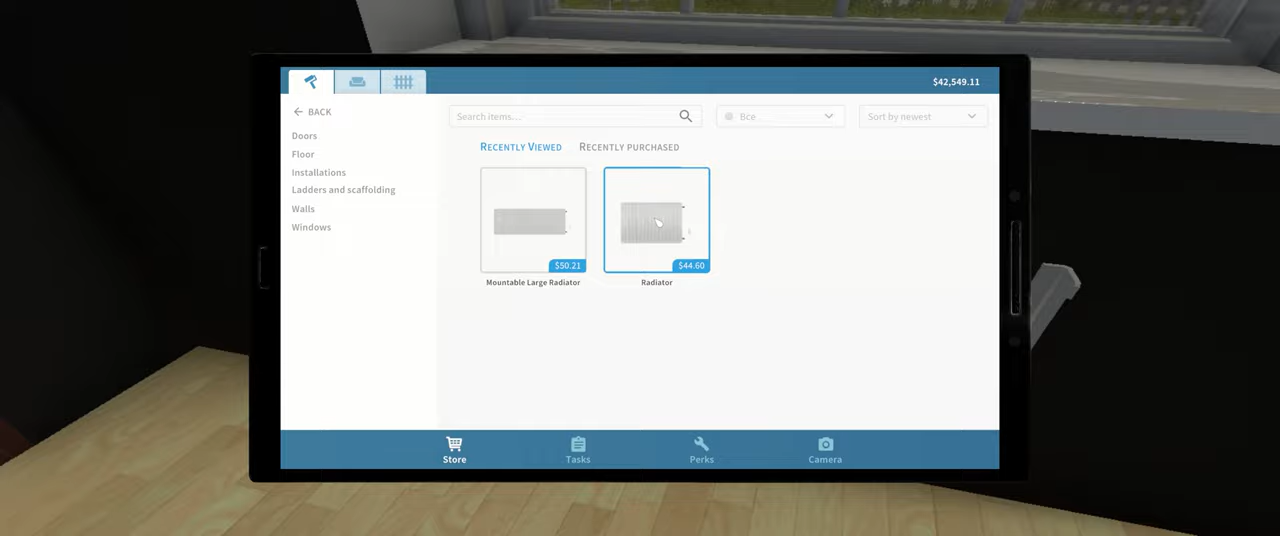 $42,549.11
BACK
Search items...
Все
Sort by newest
Doors
Floor
Installations
Ladders and scaffolding
Walls
Windows
Recently Viewed
Recently purchased
$50.21
$44.60
Mountable Large Radiator
Radiator
Store
Tasks
Perks
Camera